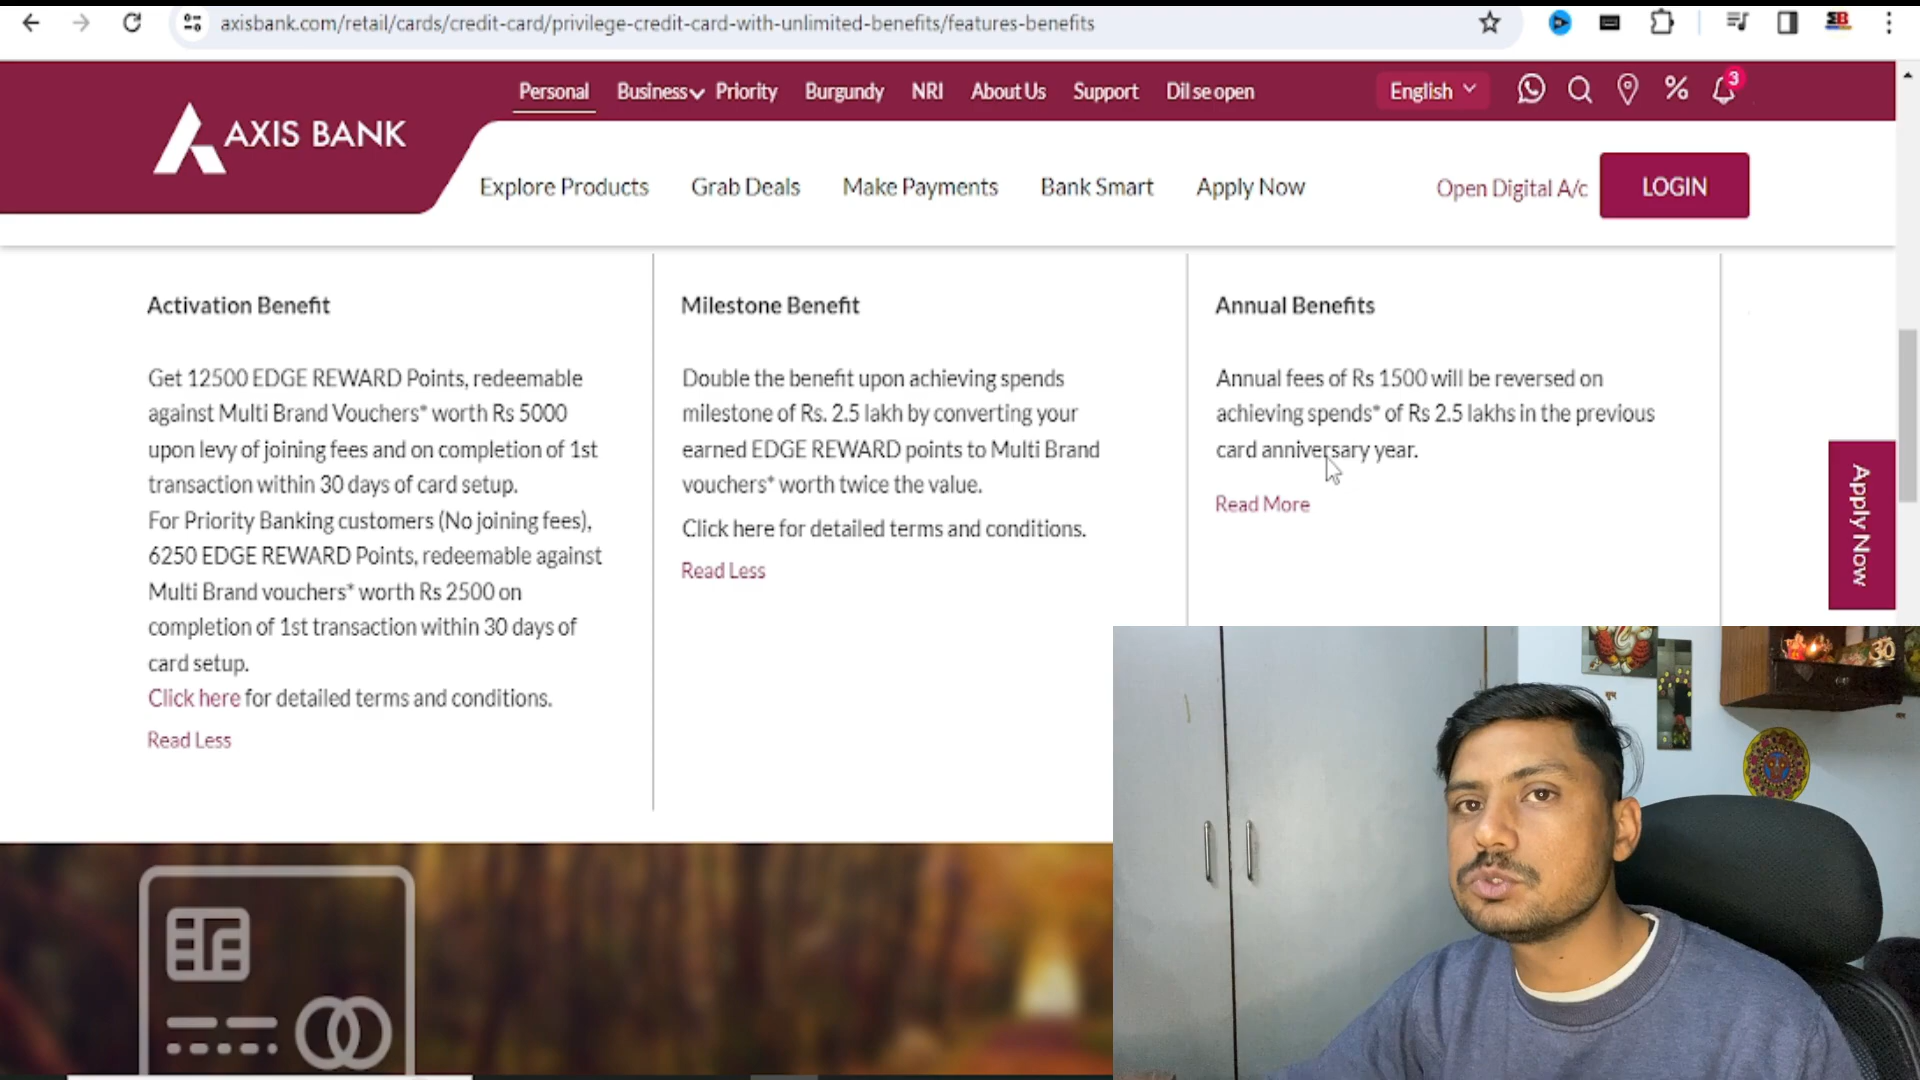 axisbank.com/retail/cards/credit-card/privilege-credit-card-with-unlimited-benefits/features-benefits
Personal Business Priority Burgundy NRI About Us Support Dil se open English 3
AXIS BANK
Explore Products Grab Deals Make Payments Bank Smart Apply Now Open Digital A/c LOGIN
Activation Benefit
Get 12500 EDGE REWARD Points, redeemable
against Multi Brand Vouchers* worth Rs 5000
upon levy of joining fees and on completion of 1st
transaction within 30 days of card setup.
For Priority Banking customers (No joining fees),
6250 EDGE REWARD Points, redeemable against
Multi Brand vouchers* worth Rs 2500 on
completion of 1st transaction within 30 days of
card setup.
Click here for detailed terms and conditions.
Read Less
Milestone Benefit
Double the benefit upon achieving spends
milestone of Rs. 2.5 lakh by converting your
earned EDGE REWARD points to Multi Brand
vouchers* worth twice the value.
Click here for detailed terms and conditions.
Read Less
Annual Benefits
Annual fees of Rs 1500 will be reversed on
achieving spends* of Rs 2.5 lakhs in the previous
card anniversary year.
Read More
Apply Now